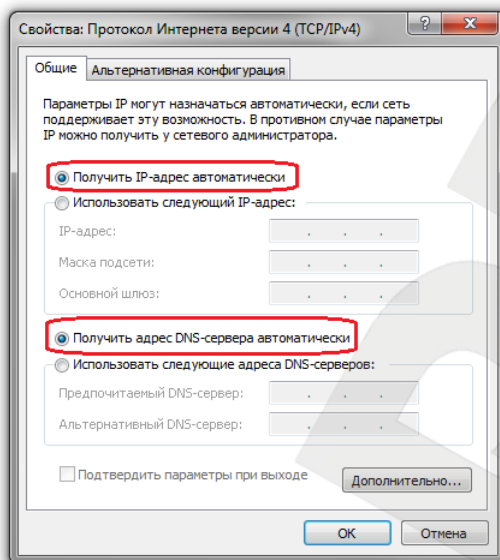 Свойства: Протокол Интернета версии 4 (TCP/IPv4)
Общие
Альтернативная конфигурация
Параметры IP могут назначаться автоматически, если сеть
поддерживает эту возможность. В противном случае параметры
IP можно получить у сетевого администратора.
Получить IP-адрес автоматически
Использовать следующий IP-адрес:
IP-адрес:
Маска подсети:
Основной шлюз:
Получить адрес DNS-сервера автоматически
Использовать следующие адреса DNS-серверов:
Предпочитаемый DNS-сервер:
Альтернативный DNS-сервер:
Подтвердить параметры при выходе
Дополнительно...
ОК
Отмена